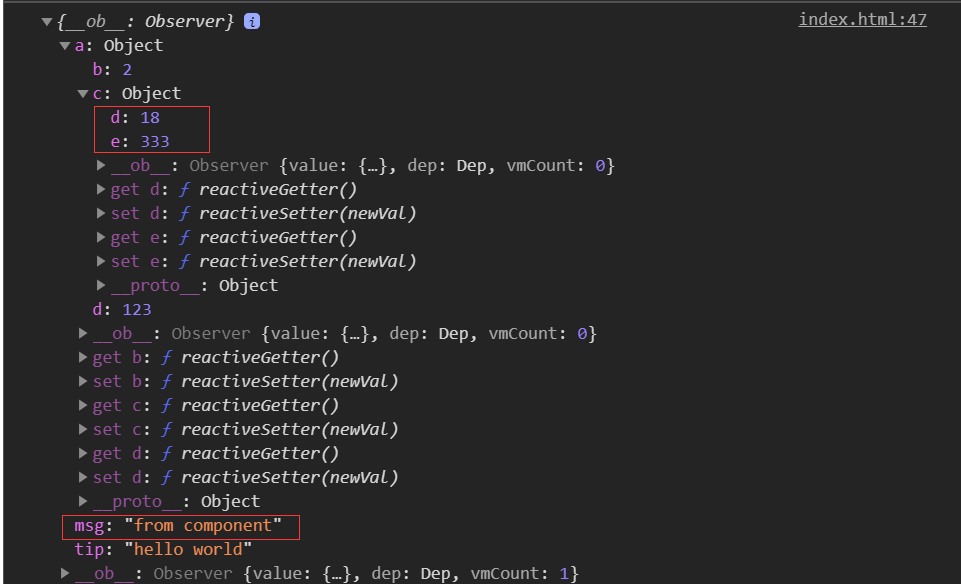 ▼{__ob__: Observer} i index.html:47
▼a: Object
b: 2
▼c: Object
d: 18
e: 333
▶__ob__: Observer {value: {…}, dep: Dep, vmCount: 0}
▶get d: ƒ reactiveGetter()
▶set d: ƒ reactiveSetter(newVal)
▶get e: ƒ reactiveGetter()
▶set e: ƒ reactiveSetter(newVal)
▶__proto__: Object
d: 123
▶__ob__: Observer {value: {…}, dep: Dep, vmCount: 0}
▶get b: ƒ reactiveGetter()
▶set b: ƒ reactiveSetter(newVal)
▶get c: ƒ reactiveGetter()
▶set c: ƒ reactiveSetter(newVal)
▶get d: ƒ reactiveGetter()
▶set d: ƒ reactiveSetter(newVal)
▶__proto__: Object
msg: "from component"
tip: "hello world"
▶__ob__: Observer {value: {…}, dep: Dep, vmCount: 1}